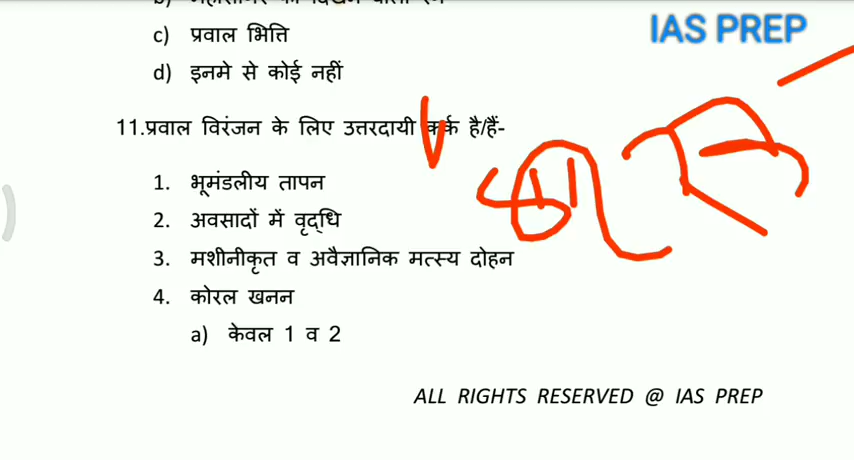 IAS PREP
c) प्रवाल भित्ति
d) इनमे से कोई नहीं
11.प्रवाल विरंजन के लिए उत्तरदायी कर्क है/हैं-
1. भूमंडलीय तापन
2. अवसादों में वृद्धि
3. मशीनीकृत व अवैज्ञानिक मत्स्य दोहन
4. कोरल खनन
a) केवल 1 व 2
ALL RIGHTS RESERVED @ IAS PREP